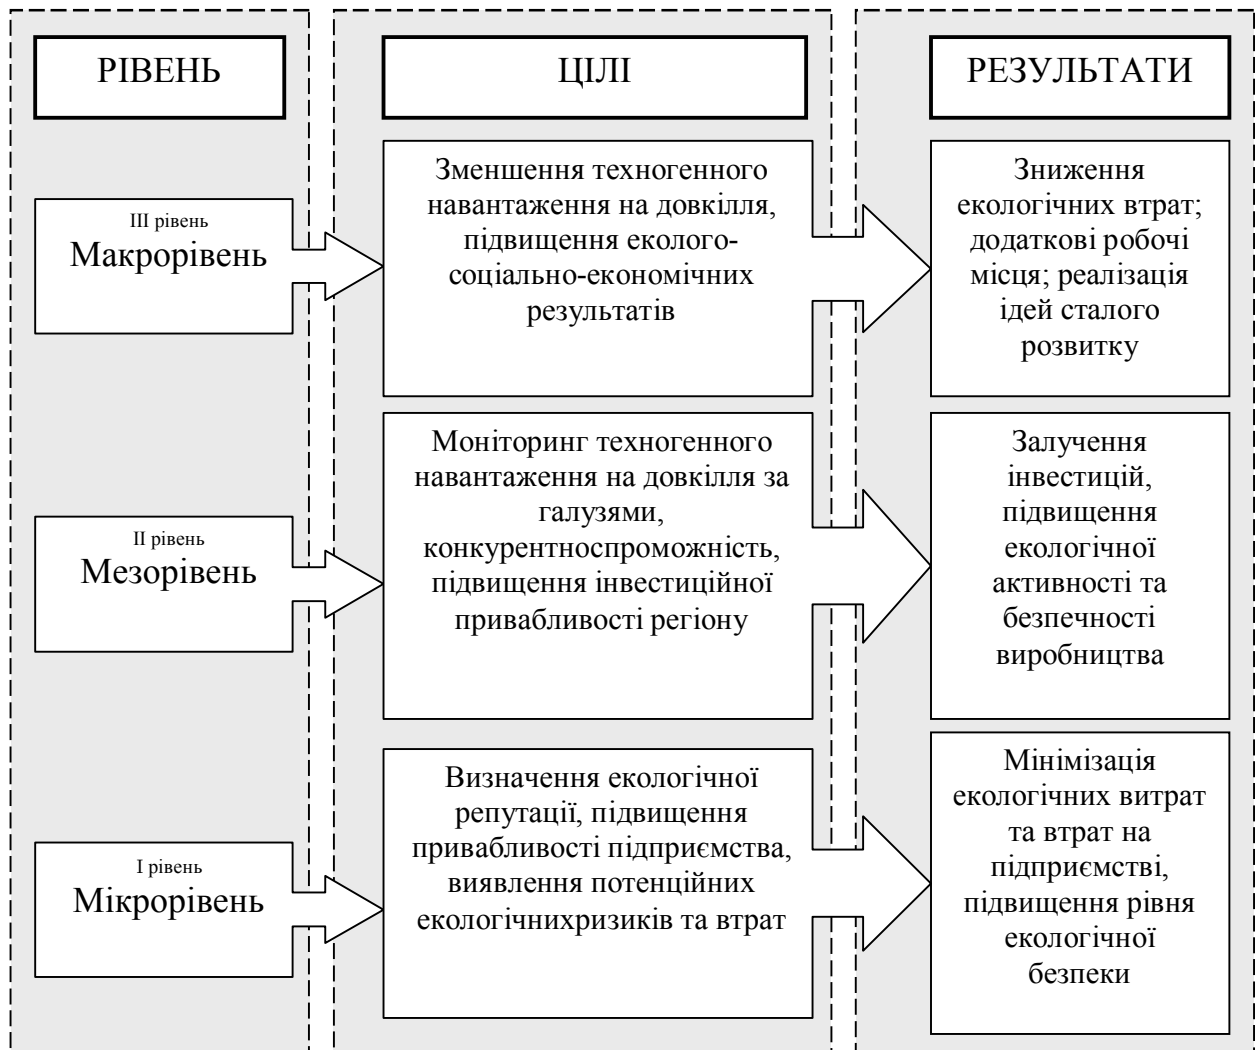 РІВЕНЬ
ЦІЛІ
РЕЗУЛЬТАТИ
III рівень
Макрорівень
Зменшення техногенного
навантаження на довкілля,
підвищення еколого-
соціально-економічних
результатів
Зниження
екологічних втрат;
додаткові робочі
місця; реалізація
ідей сталого
розвитку
II рівень
Мезорівень
Моніторинг техногенного
навантаження на довкілля за
галузями,
конкурентноспроможність,
підвищення інвестиційної
привабливості регіону
Залучення
інвестицій,
підвищення
екологічної
активності та
безпечності
виробництва
I рівень
Мікрорівень
Визначення екологічної
репутації, підвищення
привабливості підприємства,
виявлення потенційних
екологічнихризиків та втрат
Мінімізація
екологічних витрат
та втрат на
підприємстві,
підвищення рівня
екологічної
безпеки